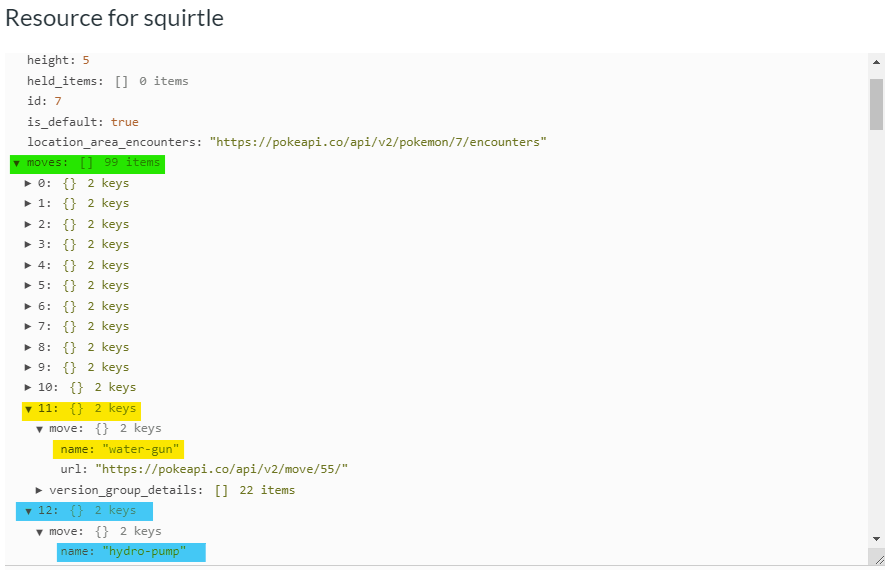 Resource for squirtle
height: 5
held_items: [] 0 items
id: 7
is_default: true
location_area_encounters: "https://pokeapi.co/api/v2/pokemon/7/encounters"
▼ moves: [] 99 items
▶ 0: {} 2 keys
▶ 1: {} 2 keys
▶ 2: {} 2 keys
▶ 3: {} 2 keys
▶ 4: {} 2 keys
▶ 5: {} 2 keys
▶ 6: {} 2 keys
▶ 7: {} 2 keys
▶ 8: {} 2 keys
▶ 9: {} 2 keys
▶ 10: {} 2 keys
▼ 11: {} 2 keys
▼ move: {} 2 keys
name: "water-gun"
url: "https://pokeapi.co/api/v2/move/55/"
▶ version_group_details: [] 22 items
▼ 12: {} 2 keys
▼ move: {} 2 keys
name: "hydro-pump"